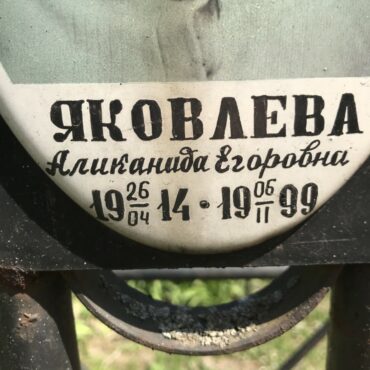 ЯКОВЛЕВА
Аликанида Егоровна
19 26/04 14 • 19 06/11 99